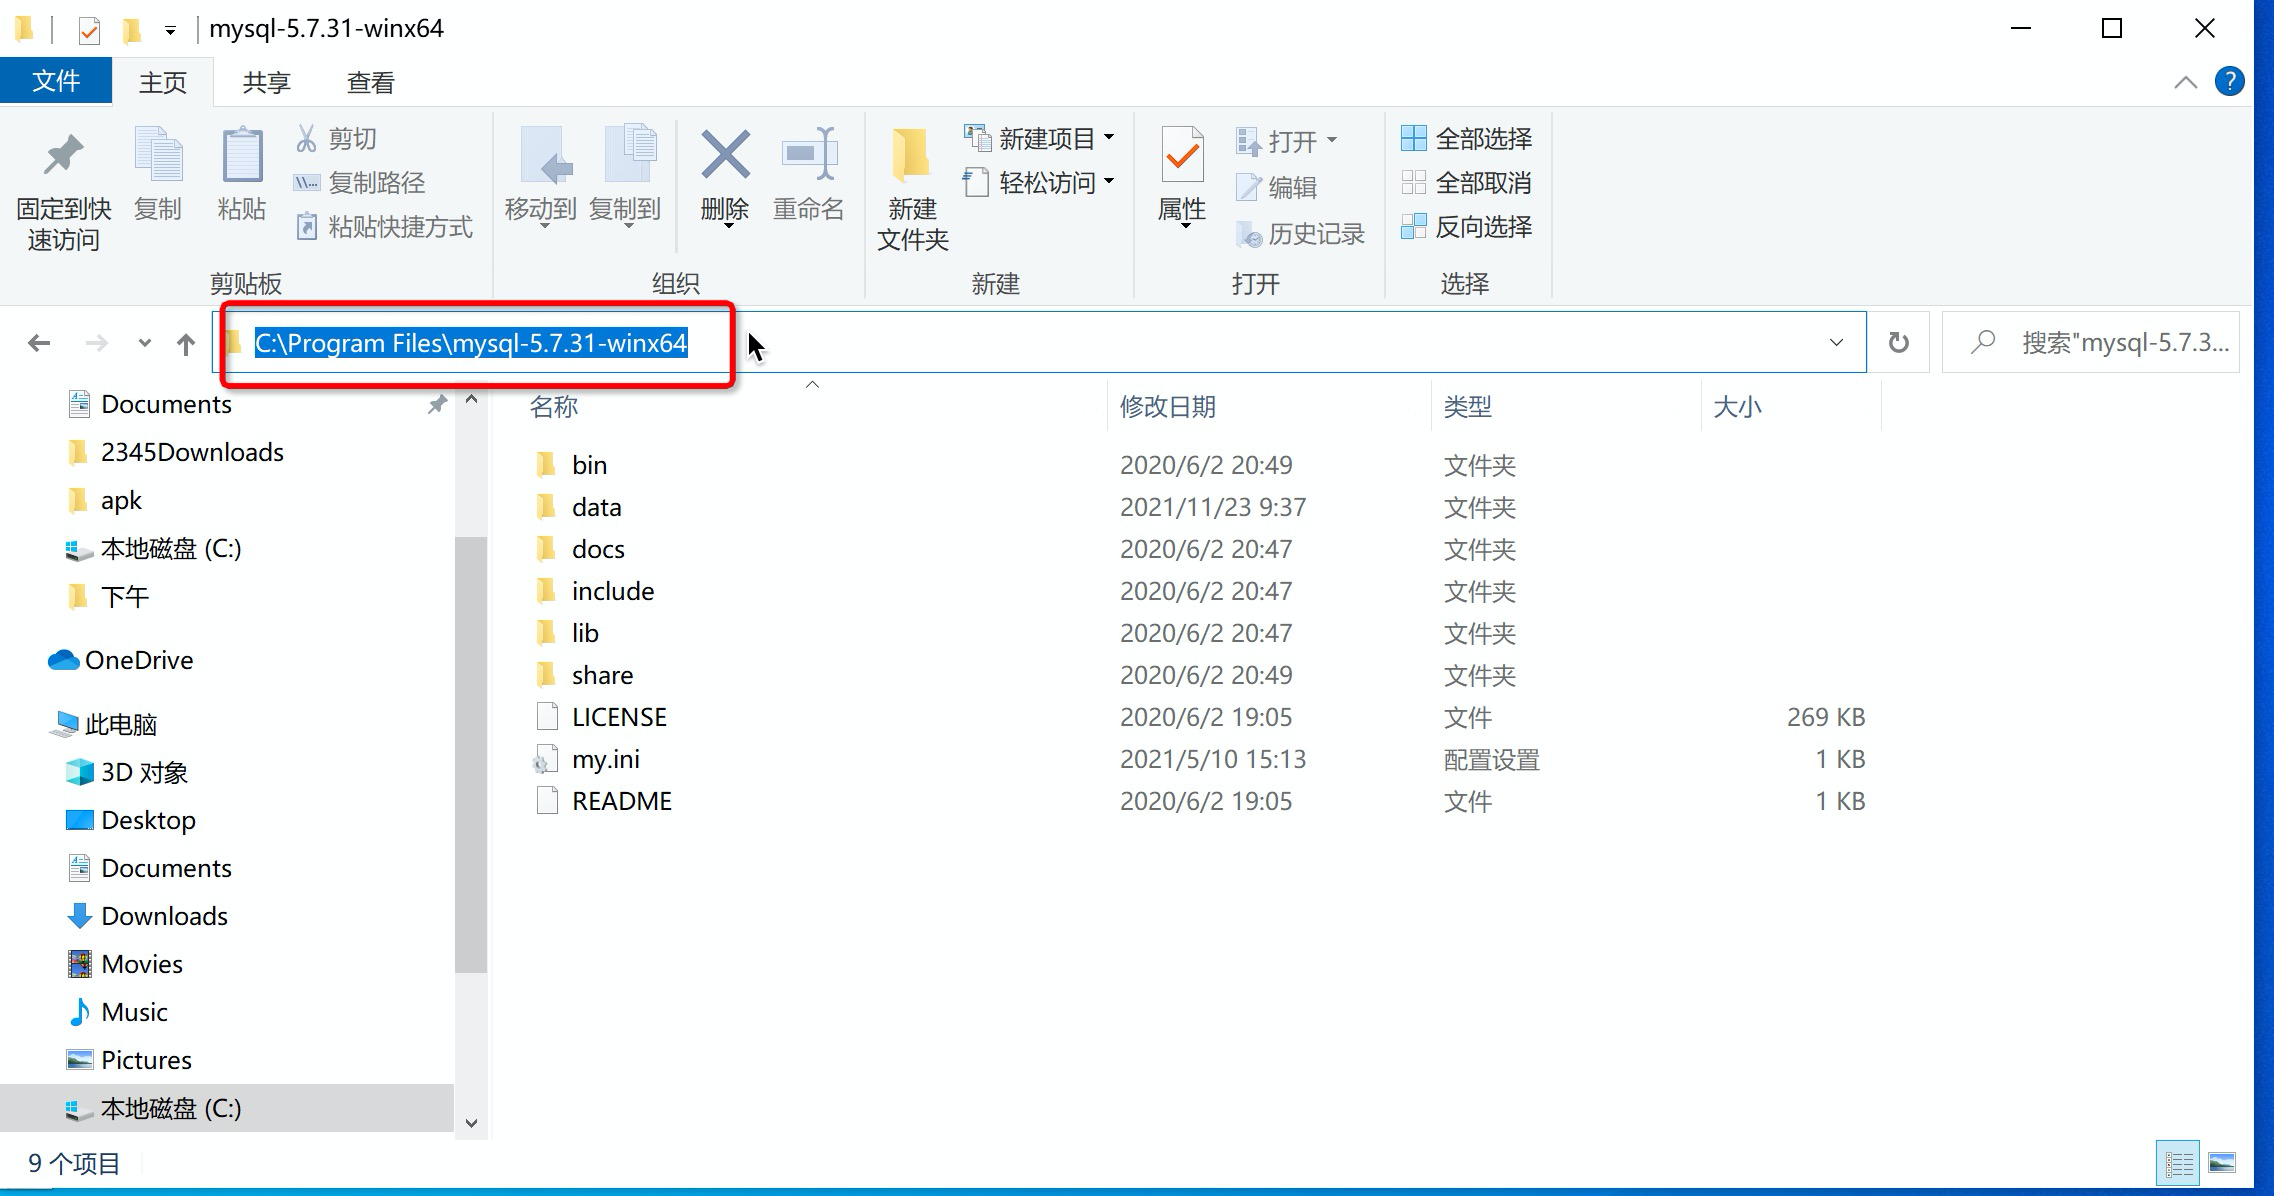 mysql-5.7.31-winx64
文件 主页 共享 查看
固定到快
速访问
复制
粘贴
剪切
复制路径
粘贴快捷方式
剪贴板
移动到
复制到
删除
重命名
组织
新建
文件夹
新建项目
轻松访问
新建
属性
打开
编辑
历史记录
打开
全部选择
全部取消
反向选择
选择
C:\Program Files\mysql-5.7.31-winx64
搜索"mysql-5.7.3...
Documents
2345Downloads
apk
本地磁盘 (C:)
下午
OneDrive
此电脑
3D 对象
Desktop
Documents
Downloads
Movies
Music
Pictures
本地磁盘 (C:)
名称 修改日期 类型 大小
bin 2020/6/2 20:49 文件夹
data 2021/11/23 9:37 文件夹
docs 2020/6/2 20:47 文件夹
include 2020/6/2 20:47 文件夹
lib 2020/6/2 20:47 文件夹
share 2020/6/2 20:49 文件夹
LICENSE 2020/6/2 19:05 文件 269 KB
my.ini 2021/5/10 15:13 配置设置 1 KB
README 2020/6/2 19:05 文件 1 KB
9 个项目